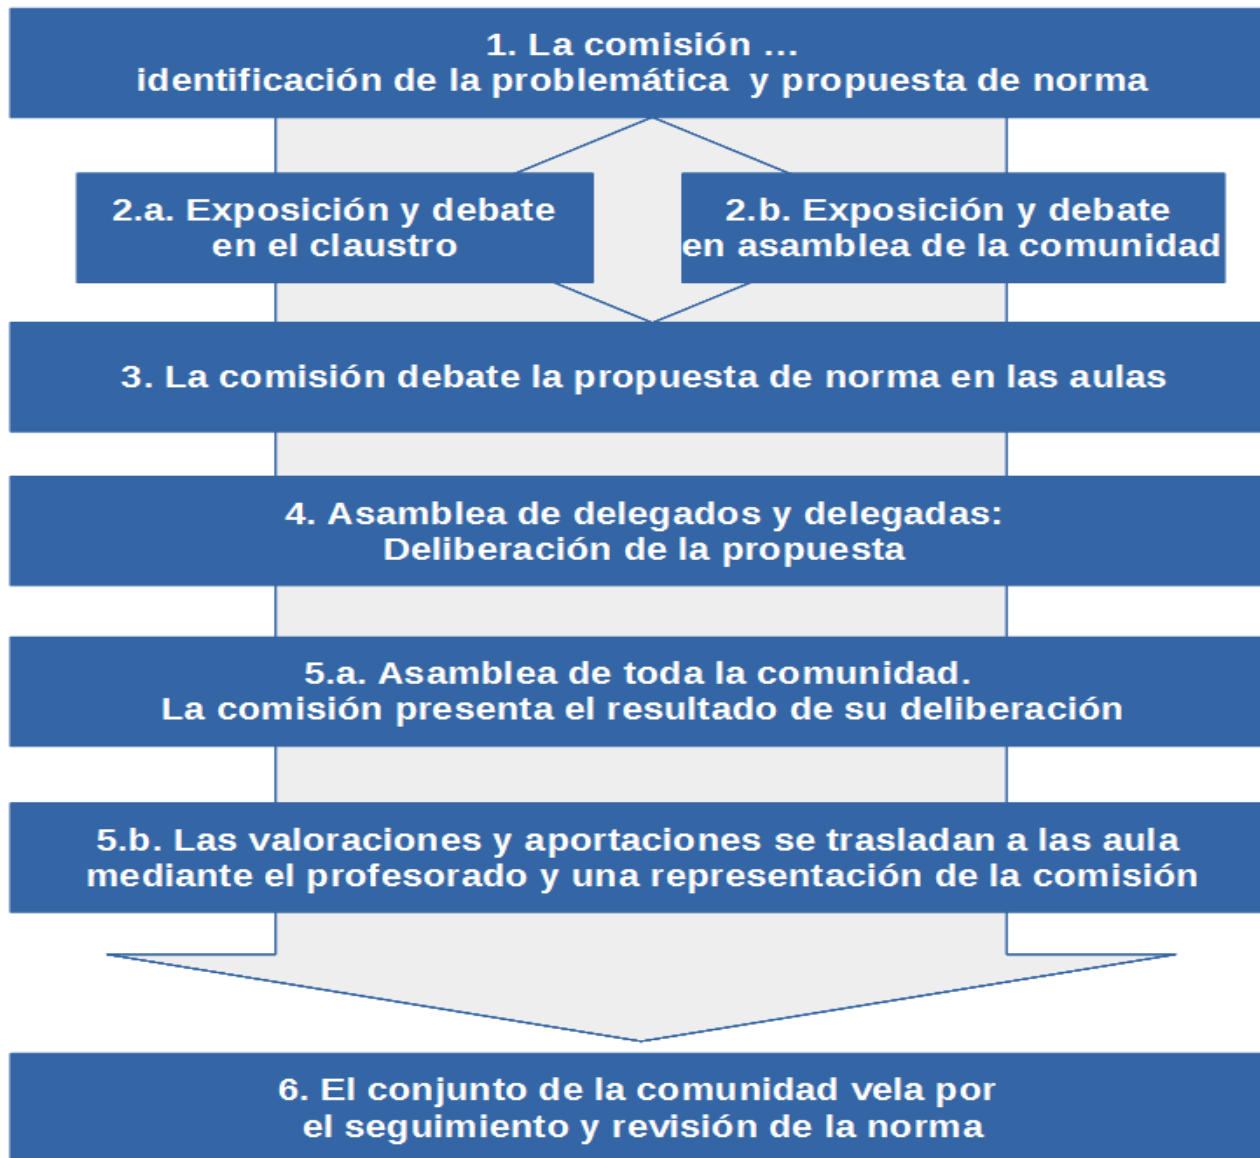 1. La comisión ...
identificación de la problemática y propuesta de norma
2.a. Exposición y debate
en el claustro
2.b. Exposición y debate
en asamblea de la comunidad
3. La comisión debate la propuesta de norma en las aulas
4. Asamblea de delegados y delegadas:
Deliberación de la propuesta
5.a. Asamblea de toda la comunidad.
La comisión presenta el resultado de su deliberación
5.b. Las valoraciones y aportaciones se trasladan a las aula
mediante el profesorado y una representación de la comisión
6. El conjunto de la comunidad vela por
el seguimiento y revisión de la norma